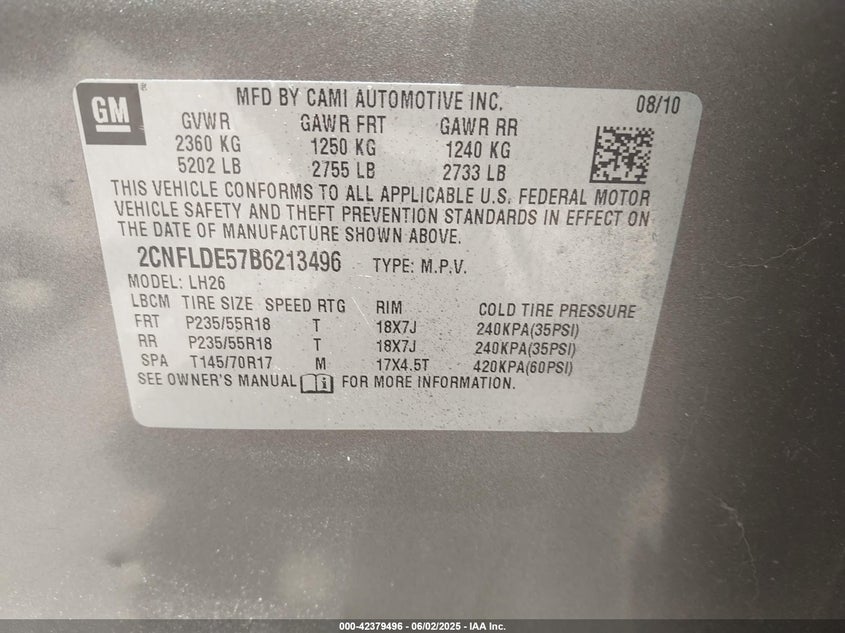 GM ®
MFD BY CAMI AUTOMOTIVE INC. 08/10
GVWR GAWR FRT GAWR RR
2360 KG 1250 KG 1240 KG
5202 LB 2755 LB 2733 LB
THIS VEHICLE CONFORMS TO ALL APPLICABLE U.S. FEDERAL MOTOR
VEHICLE SAFETY AND THEFT PREVENTION STANDARDS IN EFFECT ON
THE DATE OF MANUFACTURE SHOWN ABOVE.
2CNFLDE57B6213496 TYPE: M.P.V.
MODEL: LH26
LBCM TIRE SIZE SPEED RTG RIM COLD TIRE PRESSURE
FRT P235/55R18 T 18X7J 240KPA(35PSI)
RR P235/55R18 T 18X7J 240KPA(35PSI)
SPA T145/70R17 M 17X4.5T 420KPA(60PSI)
SEE OWNER'S MANUAL FOR MORE INFORMATION.
000-42379496 - 06/02/2025 - IAA Inc.